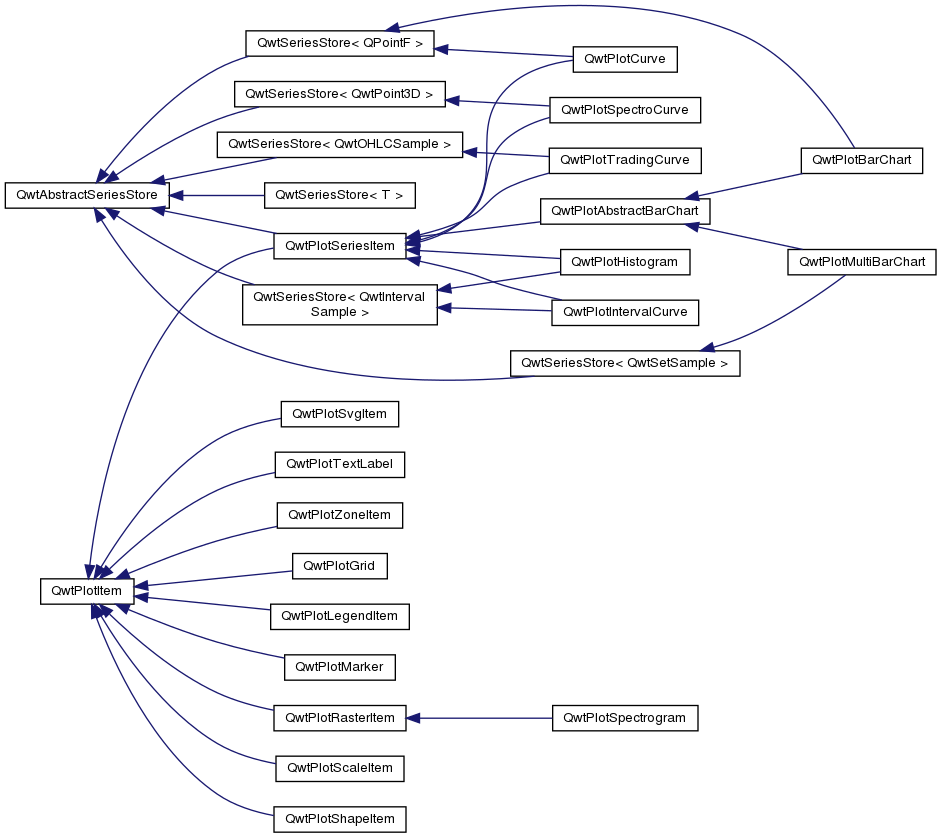 QwtSeriesStore< QPointF >
QwtPlotCurve
QwtSeriesStore< QwtPoint3D >
QwtPlotSpectroCurve
QwtSeriesStore< QwtOHLCSample >
QwtPlotTradingCurve
QwtPlotBarChart
QwtAbstractSeriesStore
QwtSeriesStore< T >
QwtPlotAbstractBarChart
QwtPlotSeriesItem
QwtPlotHistogram
QwtPlotMultiBarChart
QwtSeriesStore< QwtInterval
Sample >
QwtPlotIntervalCurve
QwtSeriesStore< QwtSetSample >
QwtPlotSvgItem
QwtPlotTextLabel
QwtPlotZoneItem
QwtPlotGrid
QwtPlotItem
QwtPlotLegendItem
QwtPlotMarker
QwtPlotRasterItem
QwtPlotSpectrogram
QwtPlotScaleItem
QwtPlotShapeItem